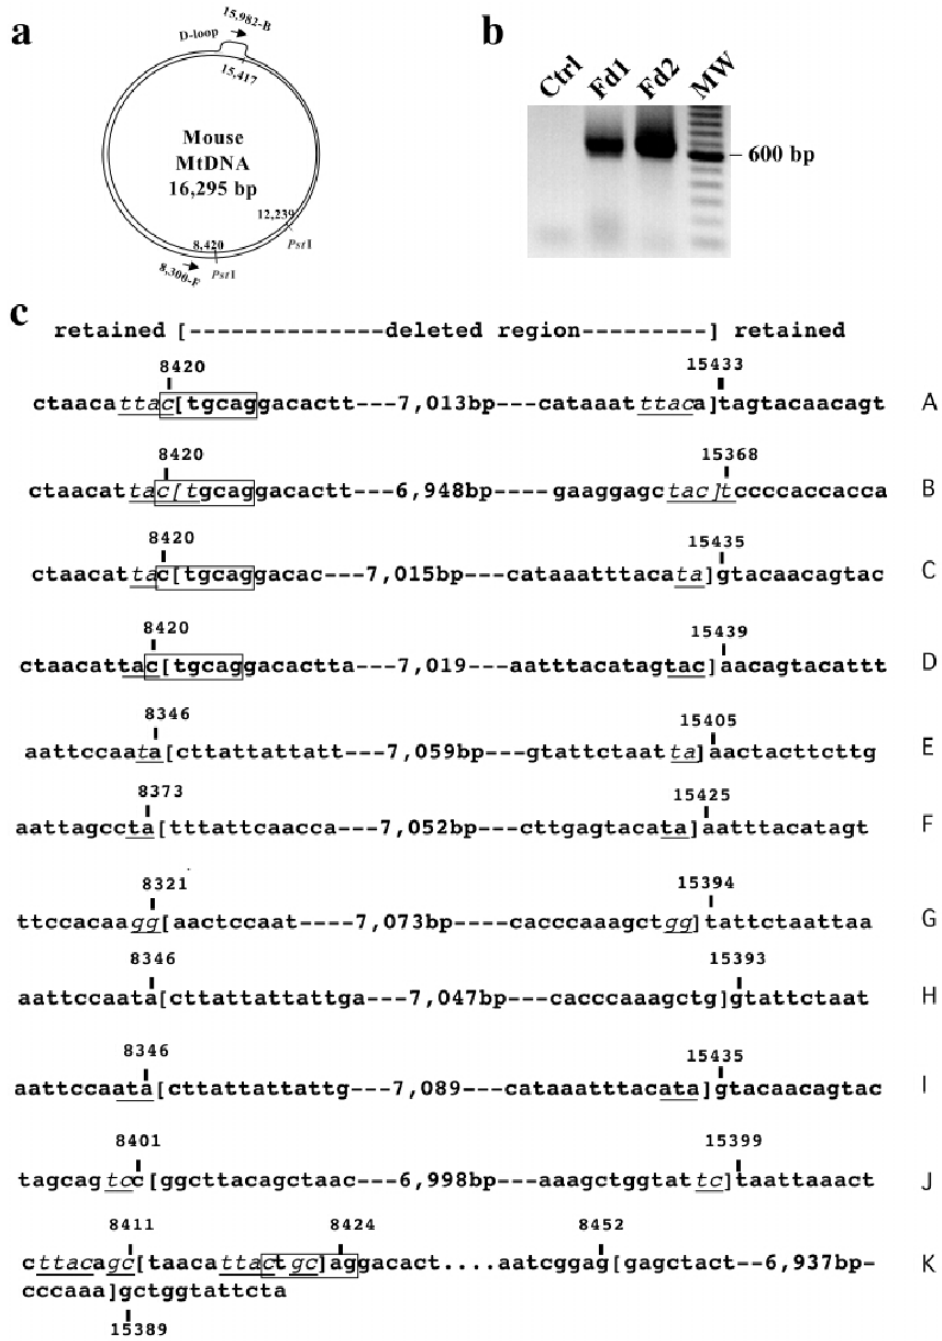 a
15,982-B
D-loop
15,417
Mouse
MtDNA
16,295 bp
12,239
PstI
8,420
8,300-F
PstI
b
Ctrl Fd1 Fd2 MW
600 bp
c
retained [--------------deleted region---------] retained
8420 15433
ctaacattac[tgcaggacactt---7,013bp---cataaatttaca]tagtacaacagt A
8420 15368
ctaacattac[tgcaggacactt---6,948bp----gaaggagctac]tccccaccacca B
8420 15435
ctaacattac[tgcaggacac---7,015bp---cataaatttacata]gtacaacagtac C
8420 15439
ctaacattac[tgcaggacactta---7,019---aatttacatagtac]aacagtacattt D
8346 15405
aattccaata[cttattattatt---7,059bp---gtattctaatta]aactacttcttg E
8373 15425
aattagccta[tttattcaacca---7,052bp---cttgagtacata]aatttacatagt F
8321 15394
ttccacaagg[aactccaat----7,073bp----cacccaaagctgg]tattctaattaa G
8346 15393
aattccaata[cttattattattga---7,047bp---cacccaaagctg]gtattctaat H
8346 15435
aattccaata[cttattattattg---7,089---cataaatttacata]gtacaacagtac I
8401 15399
tagcagtcc[ggcttacagctaac---6,998bp---aaagctggtattc]taattaaact J
8411 8424 8452
cttacagc[taacattactgc]aggacact....aatcggag[gagctact--6,937bp- K
cccaaa]gctggtattcta
15389